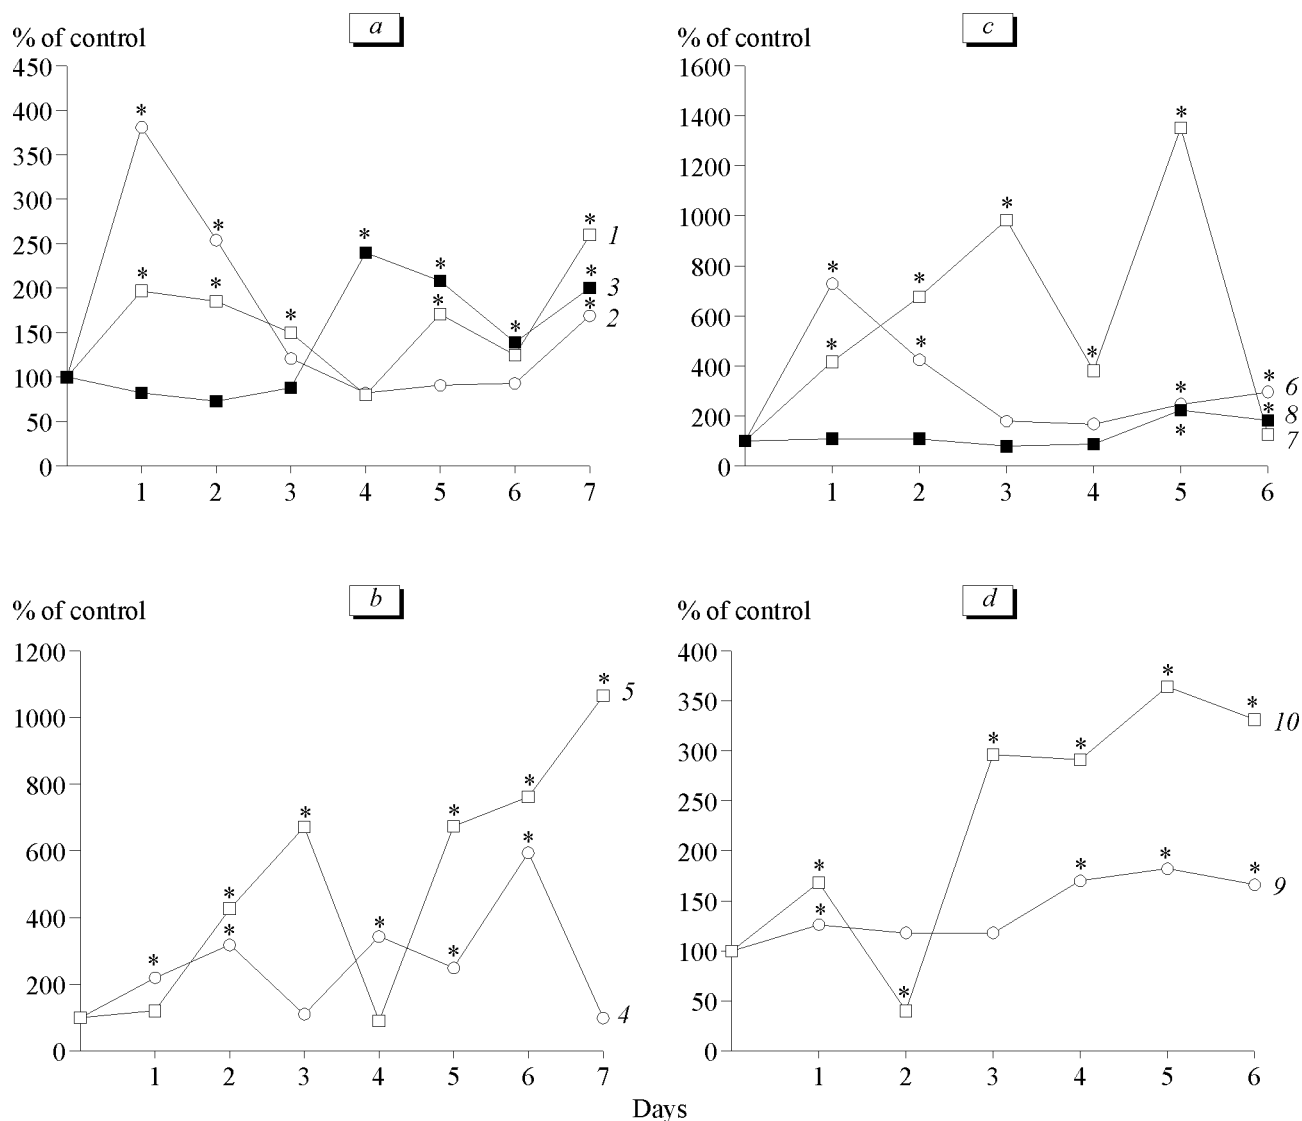 a
% of control
450
400
350
300
250
200
150
100
50
0
* * * * * * * * * * * * *
1
3
2
1 2 3 4 5 6 7
c
% of control
1600
1400
1200
1000
800
600
400
200
0
* * * * * * * * * * *
6
8
7
1 2 3 4 5 6
b
% of control
1200
1000
800
600
400
200
0
* * * * * * * * * *
5
4
1 2 3 4 5 6 7
d
% of control
400
350
300
250
200
150
100
50
0
* * * * * * * * * *
10
9
1 2 3 4 5 6
Days